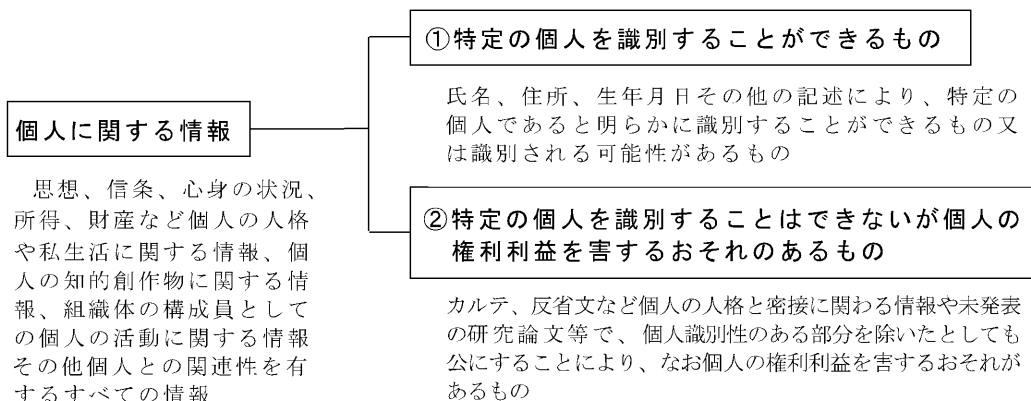 個人に関する情報
思想、信条、心身の状況、
所得、財産など個人の人格
や私生活に関する情報、個
人の知的創作物に関する情
報、組織体の構成員として
の個人の活動に関する情報
その他個人との関連性を有
するすべての情報
①特定の個人を識別することができるもの
氏名、住所、生年月日その他の記述により、特定の
個人であると明らかに識別することができるもの又
は識別される可能性があるもの
②特定の個人を識別することはできないが個人の
権利利益を害するおそれのあるもの
カルテ、反省文など個人の人格と密接に関わる情報や未発表
の研究論文等で、個人識別性のある部分を除いたとしても
公にすることにより、なお個人の権利利益を害するおそれが
あるもの